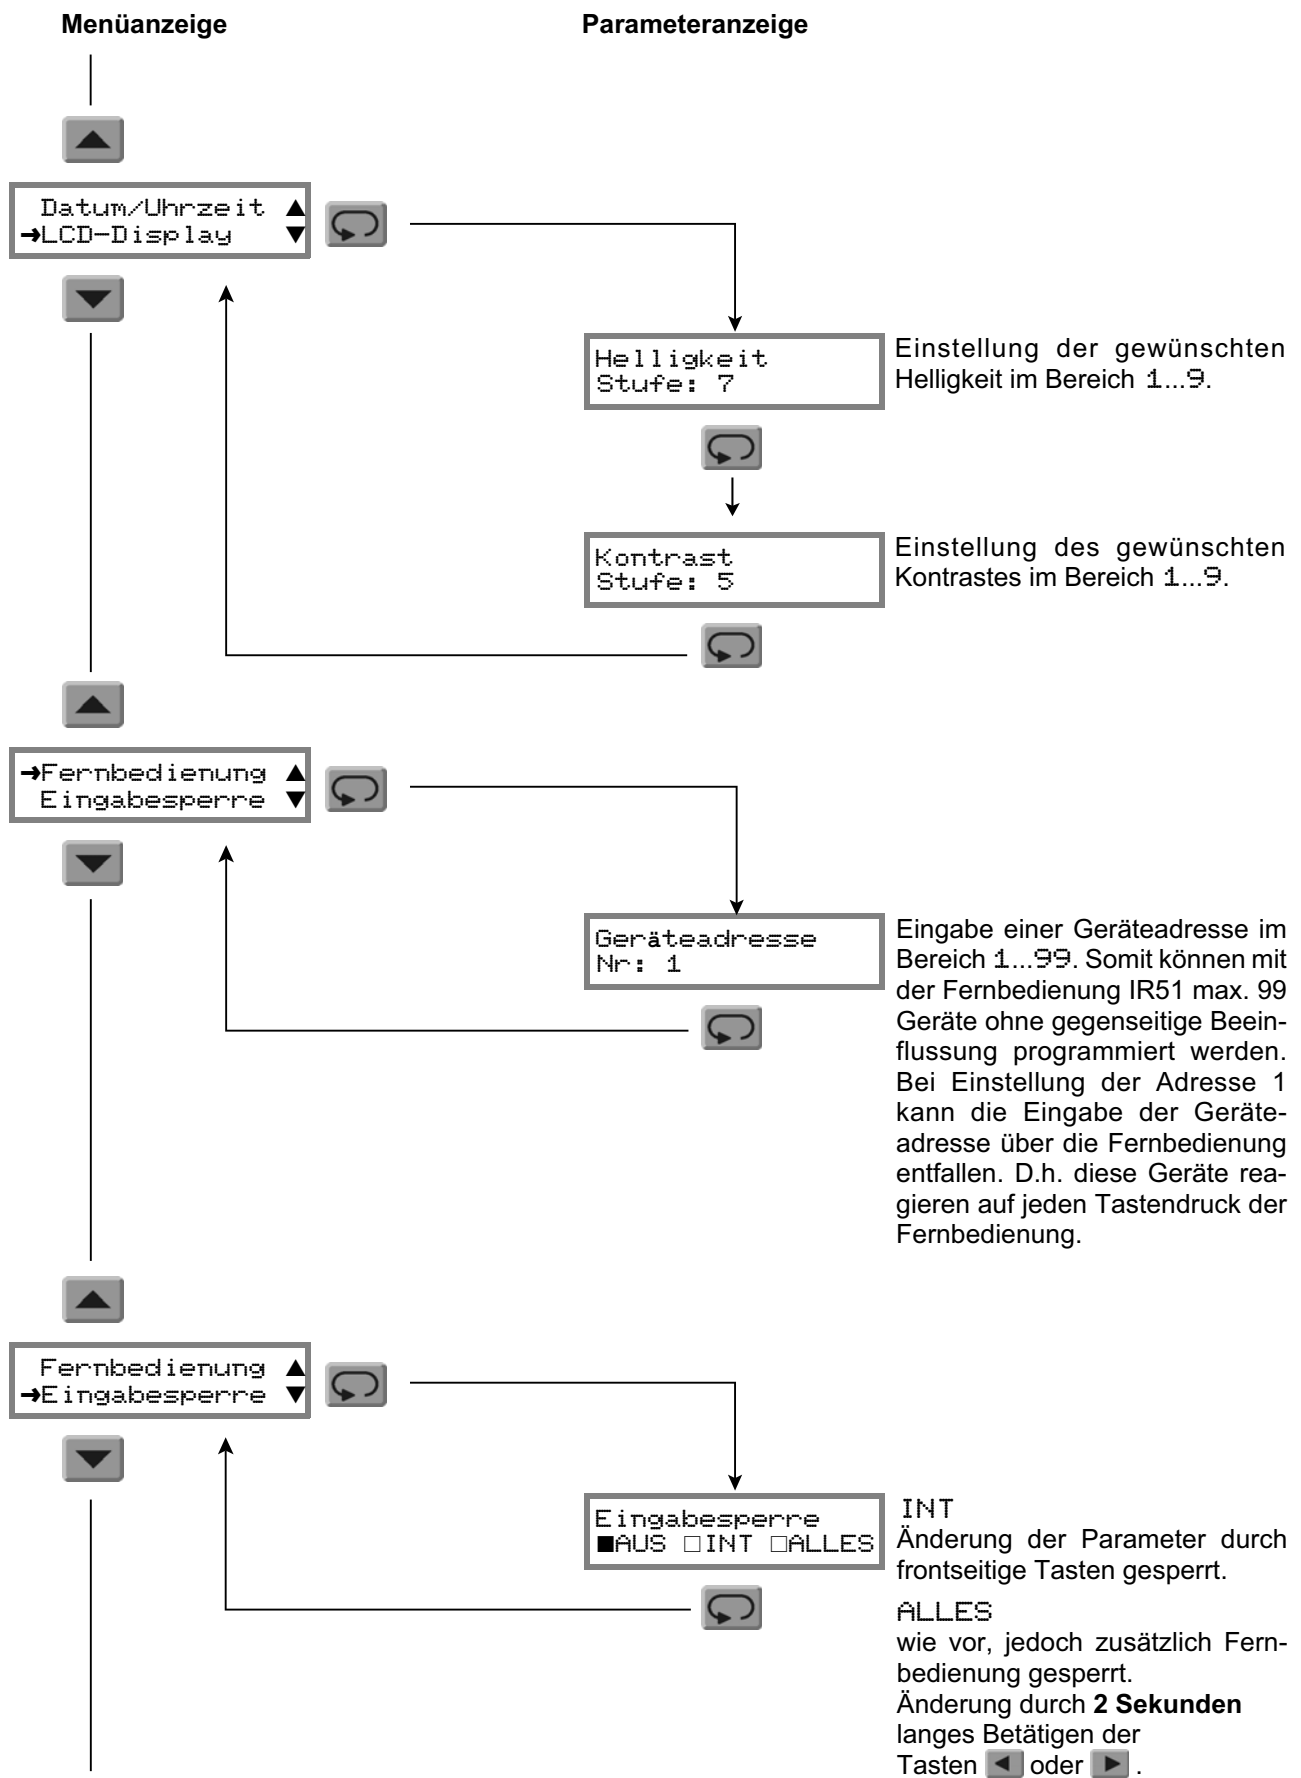 Menüanzeige
Parameteranzeige
Datum/Uhrzeit ▲
→LCD-Display ▼
Helligkeit
Stufe: 7
Einstellung der gewünschten
Helligkeit im Bereich 1...9.
Kontrast
Stufe: 5
Einstellung des gewünschten
Kontrastes im Bereich 1...9.
→Fernbedienung ▲
Eingabesperre ▼
Geräteadresse
Nr: 1
Eingabe einer Geräteadresse im
Bereich 1...99. Somit können mit
der Fernbedienung IR51 max. 99
Geräte ohne gegenseitige Beein-
flussung programmiert werden.
Bei Einstellung der Adresse 1
kann die Eingabe der Geräte-
adresse über die Fernbedienung
entfallen. D.h. diese Geräte rea-
gieren auf jeden Tastendruck der
Fernbedienung.
Fernbedienung ▲
→Eingabesperre ▼
Eingabesperre
■AUS □INT □ALLES
INT
Änderung der Parameter durch
frontseitige Tasten gesperrt.
ALLES
wie vor, jedoch zusätzlich Fern-
bedienung gesperrt.
Änderung durch 2 Sekunden
langes Betätigen der
Tasten ◄ oder ► .